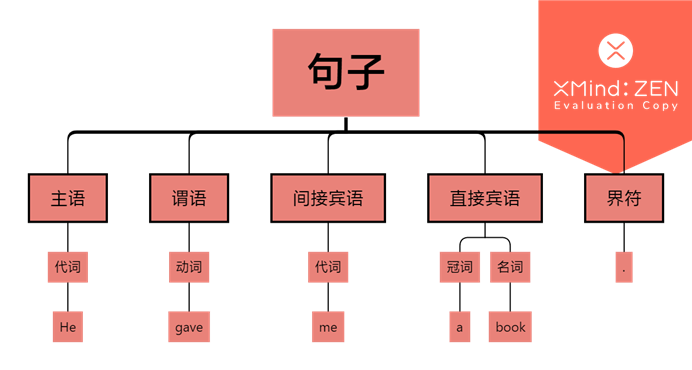 句子
XMind:ZEN
Evaluation Copy
主语 谓语 间接宾语 直接宾语 界符
代词 动词 代词 冠词 名词 .
He gave me a book